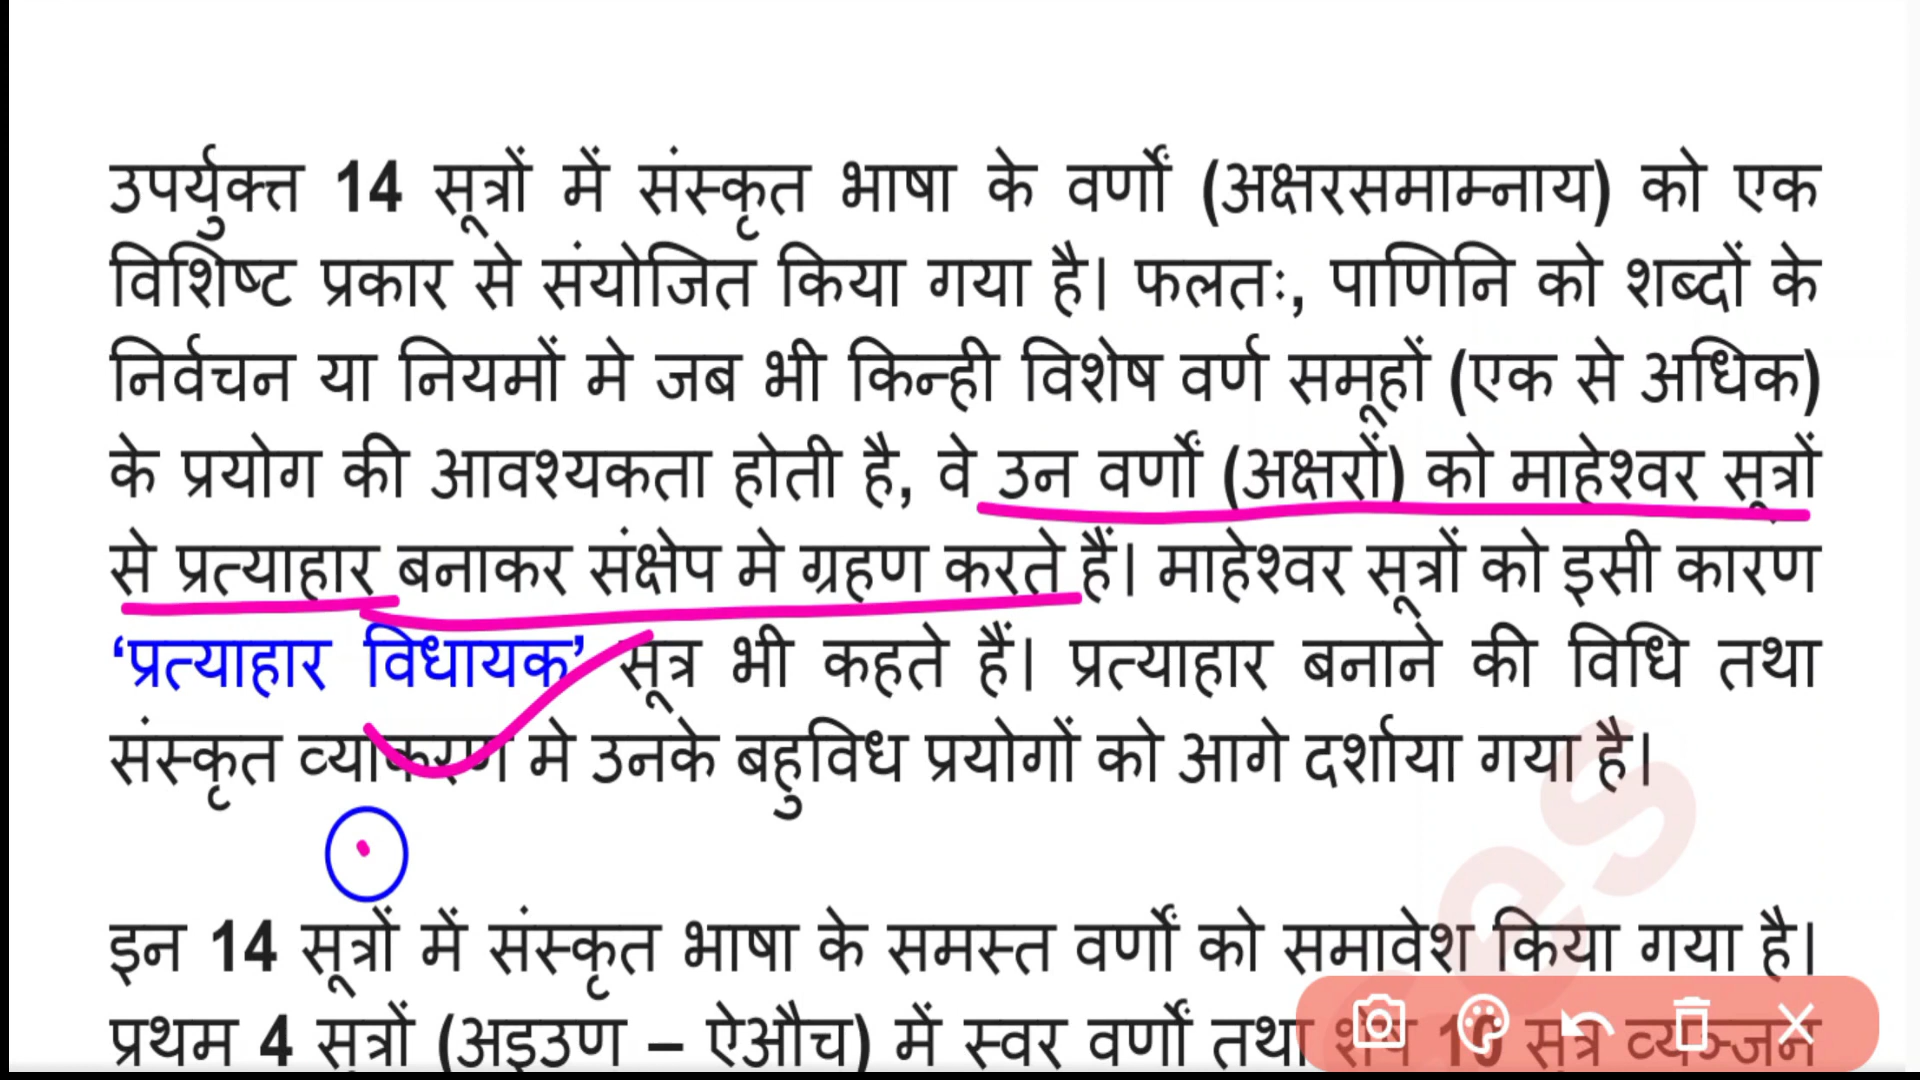 उपर्युक्त 14 सूत्रों में संस्कृत भाषा के वर्णों (अक्षरसमाम्नाय) को एक
विशिष्ट प्रकार से संयोजित किया गया है। फलतः, पाणिनि को शब्दों के
निर्वचन या नियमों मे जब भी किन्ही विशेष वर्ण समूहों (एक से अधिक)
के प्रयोग की आवश्यकता होती है, वे उन वर्णों (अक्षरों) को माहेश्वर सूत्रों
से प्रत्याहार बनाकर संक्षेप मे ग्रहण करते हैं। माहेश्वर सूत्रों को इसी कारण
‘प्रत्याहार विधायक’ सूत्र भी कहते हैं। प्रत्याहार बनाने की विधि तथा
संस्कृत व्याकरण मे उनके बहुविध प्रयोगों को आगे दर्शाया गया है।
इन 14 सूत्रों में संस्कृत भाषा के समस्त वर्णों को समावेश किया गया है।
प्रथम 4 सूत्रों (अइउण – ऐऔच) में स्वर वर्णों तथा शेष 10 सूत्र व्यञ्जन